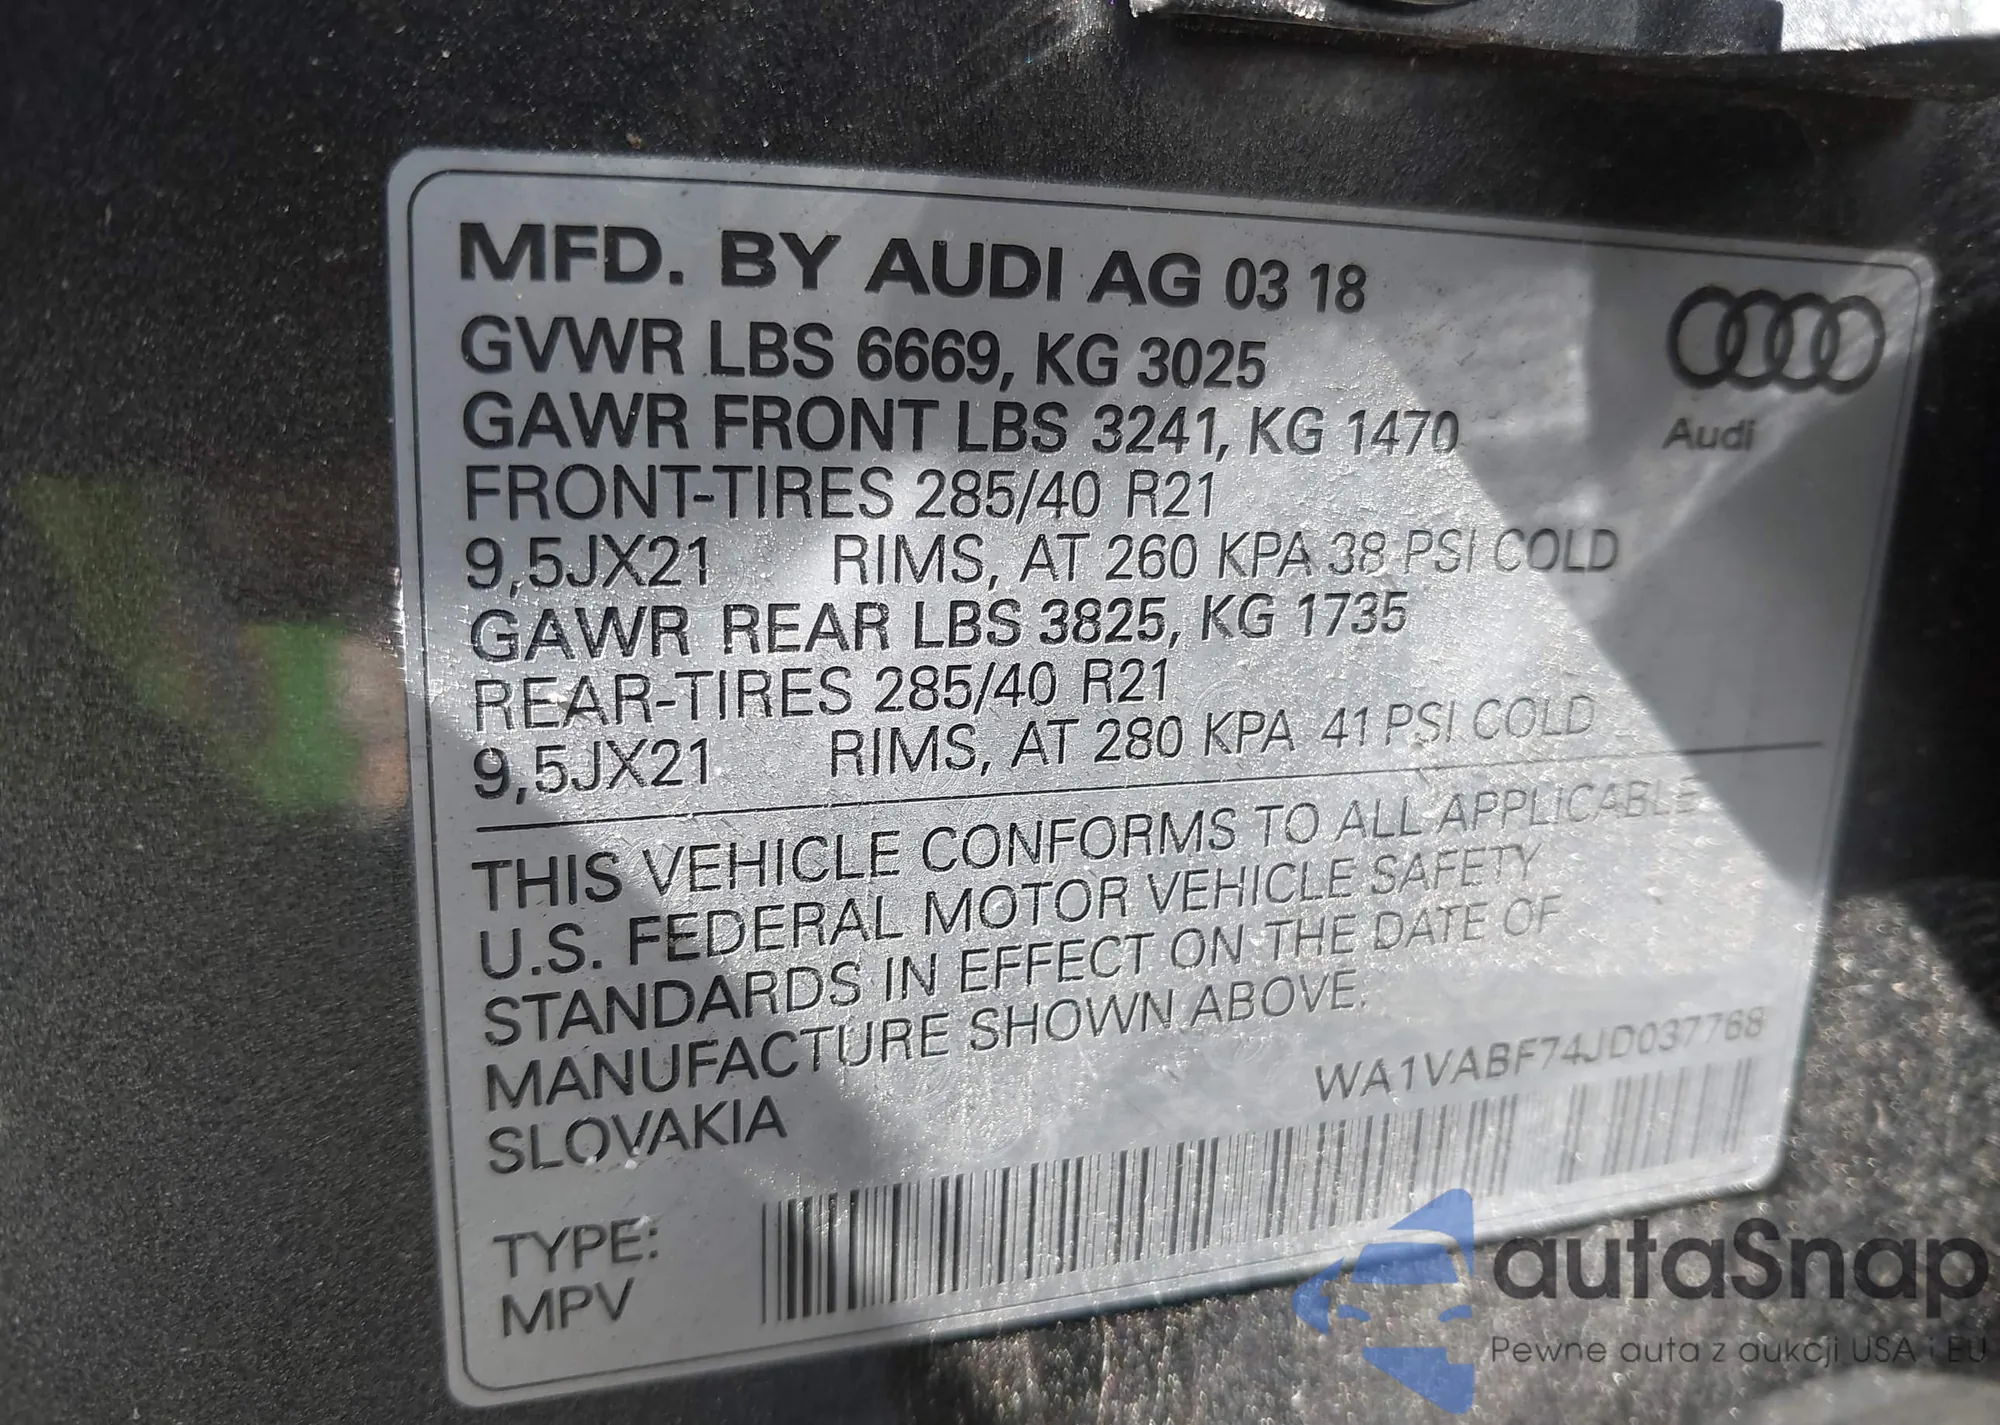 MFD. BY AUDI AG 03 18
GVWR LBS 6669, KG 3025
GAWR FRONT LBS 3241, KG 1470
Audi
FRONT-TIRES 285/40 R21
9,5JX21 RIMS, AT 260 KPA 38 PSI COLD
GAWR REAR LBS 3825, KG 1735
REAR-TIRES 285/40 R21
9,5JX21 RIMS, AT 280 KPA 41 PSI COLD
THIS VEHICLE CONFORMS TO ALL APPLICABLE
U.S. FEDERAL MOTOR VEHICLE SAFETY
STANDARDS IN EFFECT ON THE DATE OF
MANUFACTURE SHOWN ABOVE.
SLOVAKIA
WA1VABF74JD037768
TYPE:
MPV
autaSnap
Pewne auta z aukcji USA i EU